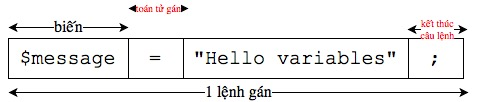 toán tử gán
biến
kết thúc
câu lệnh
$message = "Hello variables" ;
1 lệnh gán